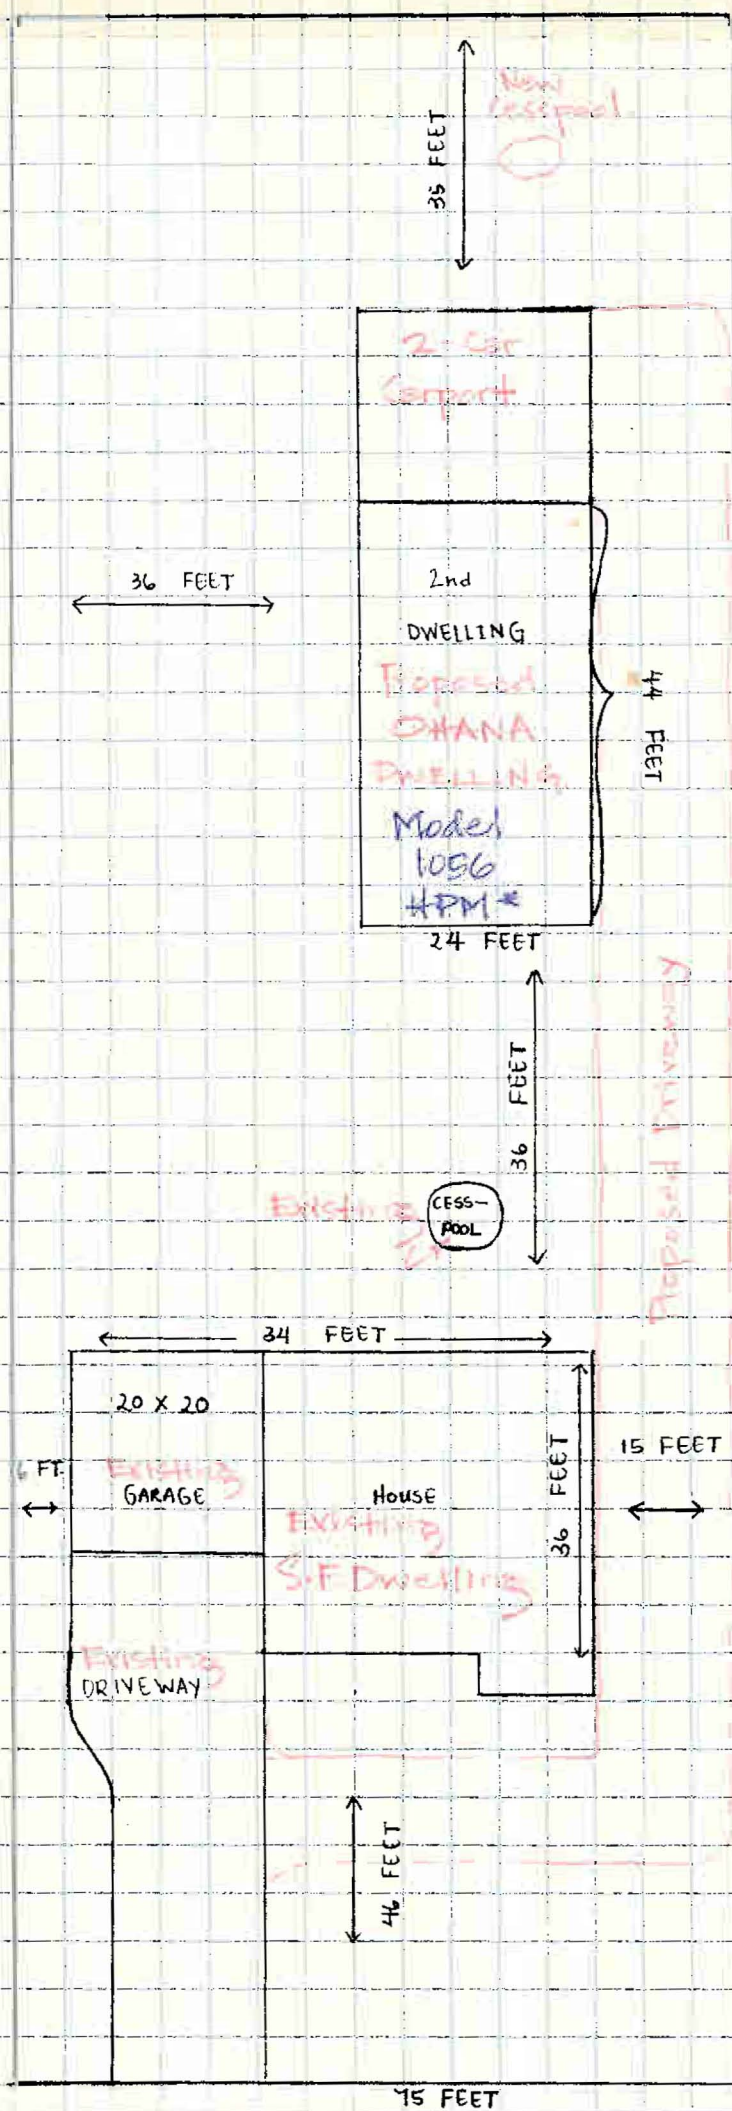 New
Cesspool
35 FEET
2-Car
Carport
36 FEET
2nd
DWELLING
Proposed
OHANA
DWELLING
Model
1056
HPM *
44 FEET
24 FEET
36 FEET
Proposed Driveway
Existing
CESS-
POOL
34 FEET
20 X 20
6 FT.
Existing
GARAGE
HOUSE
36 FEET
15 FEET
Existing
S.F. Dwelling
Existing
DRIVEWAY
46 FEET
75 FEET